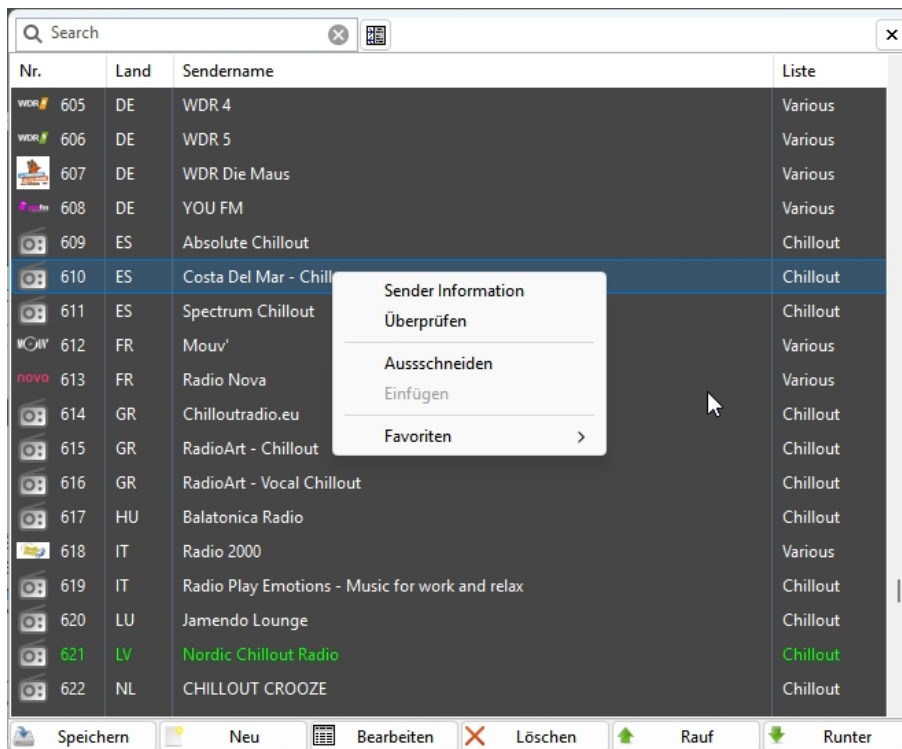 Search
Nr. Land Sendername Liste
WDR 605 DE WDR 4 Various
WDR 606 DE WDR 5 Various
607 DE WDR Die Maus Various
608 DE YOU FM Various
609 ES Absolute Chillout Chillout
610 ES Costa Del Mar - Chill Chillout
Sender Information
611 ES Spectrum Chillout Chillout
Überprüfen
MOUV' 612 FR Mouv' Various
Aussschneiden
nova 613 FR Radio Nova Various
Einfügen
614 GR Chilloutradio.eu Chillout
615 GR RadioArt - Chillout Chillout
Favoriten
616 GR RadioArt - Vocal Chillout Chillout
617 HU Balatonica Radio Chillout
618 IT Radio 2000 Various
619 IT Radio Play Emotions - Music for work and relax Chillout
620 LU Jamendo Lounge Chillout
621 LV Nordic Chillout Radio Chillout
622 NL CHILLOUT CROOZE Chillout
Speichern Neu Bearbeiten Löschen Rauf Runter